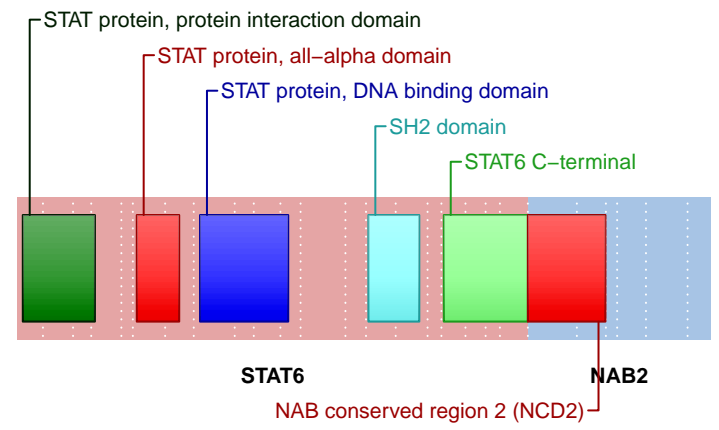 STAT protein, protein interaction domain
STAT protein, all−alpha domain
STAT protein, DNA binding domain
SH2 domain
STAT6 C−terminal
STAT6
NAB2
NAB conserved region 2 (NCD2)